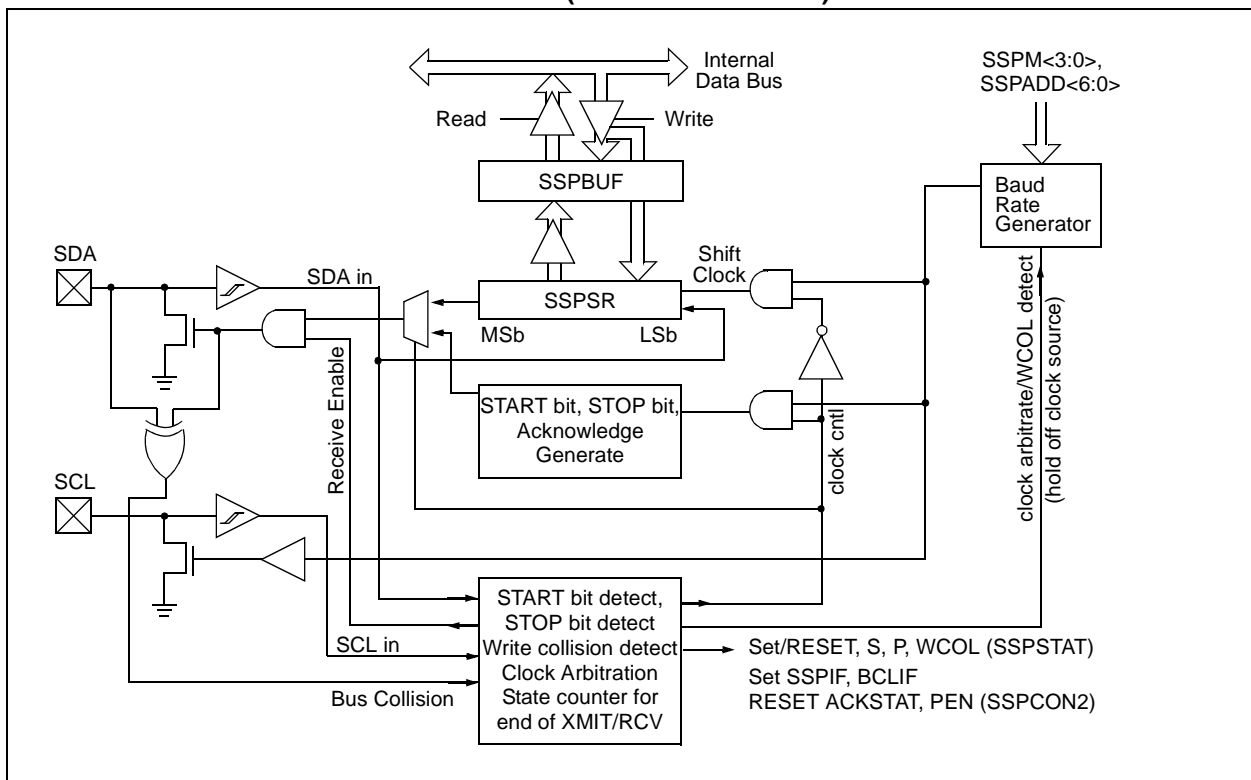 Internal
Data Bus
SSPM<3:0>,
SSPADD<6:0>
Read
Write
SSPBUF
Baud
Rate
Generator
SDA
SDA in
Shift
Clock
SSPSR
MSb
LSb
Receive Enable
START bit, STOP bit,
Acknowledge
Generate
clock cntl
clock arbitrate/WCOL detect
(hold off clock source)
SCL
SCL in
Bus Collision
START bit detect,
STOP bit detect
Write collision detect
Clock Arbitration
State counter for
end of XMIT/RCV
Set/RESET, S, P, WCOL (SSPSTAT)
Set SSPIF, BCLIF
RESET ACKSTAT, PEN (SSPCON2)